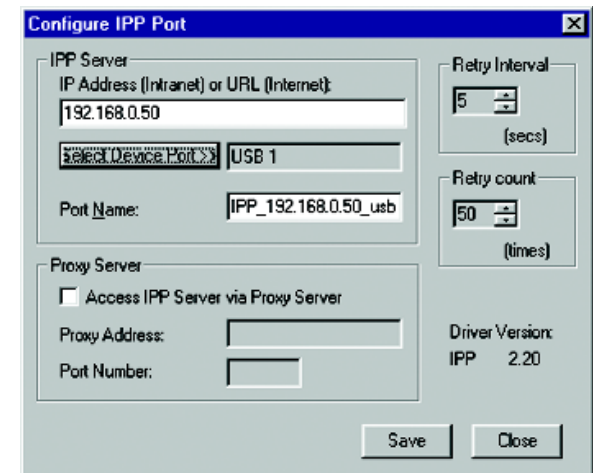 Configure IPP Port
IPP Server
IP Address (Intranet) or URL (Internet):
192.168.0.50
Select Device Port >>
USB 1
Port Name:
IPP_192.168.0.50_usb
Retry Interval
5
(secs)
Retry count
50
(times)
Proxy Server
Access IPP Server via Proxy Server
Proxy Address:
Port Number:
Driver Version:
IPP 2.20
Save
Close